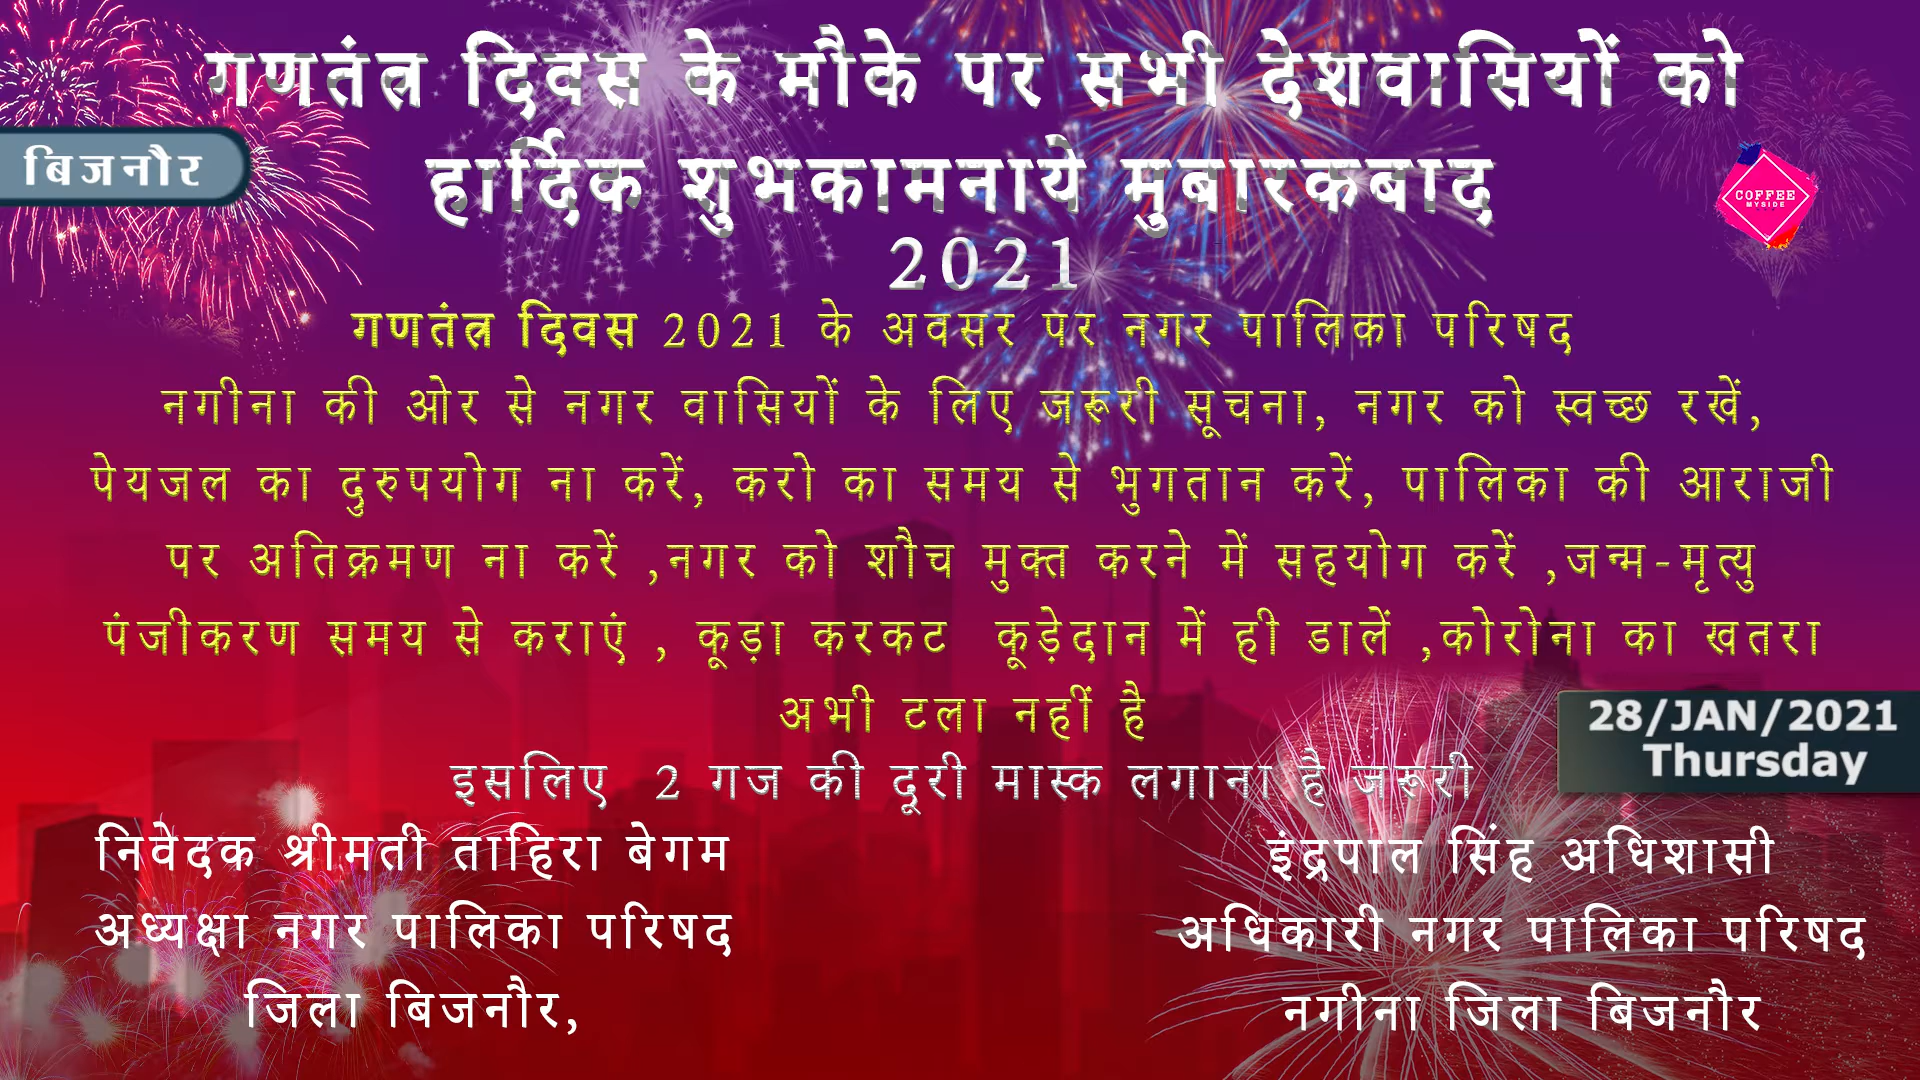 गणतंत्र दिवस के मौके पर सभी देशवासियों को
बिजनौर
हार्दिक शुभकामनाये मुबारकबाद
COFFEE
MYSIDE
2021
गणतंत्र दिवस 2021 के अवसर पर नगर पालिका परिषद
नगीना की ओर से नगर वासियों के लिए जरूरी सूचना, नगर को स्वच्छ रखें,
पेयजल का दुरुपयोग ना करें, करो का समय से भुगतान करें, पालिका की आराजी
पर अतिक्रमण ना करें ,नगर को शौच मुक्त करने में सहयोग करें ,जन्म-मृत्यु
पंजीकरण समय से कराएं , कूड़ा करकट कूड़ेदान में ही डालें ,कोरोना का खतरा
अभी टला नहीं है
28/JAN/2021
Thursday
इसलिए 2 गज की दूरी मास्क लगाना है जरूरी
निवेदक श्रीमती ताहिरा बेगम
अध्यक्षा नगर पालिका परिषद
जिला बिजनौर,
इंद्रपाल सिंह अधिशासी
अधिकारी नगर पालिका परिषद
नगीना जिला बिजनौर